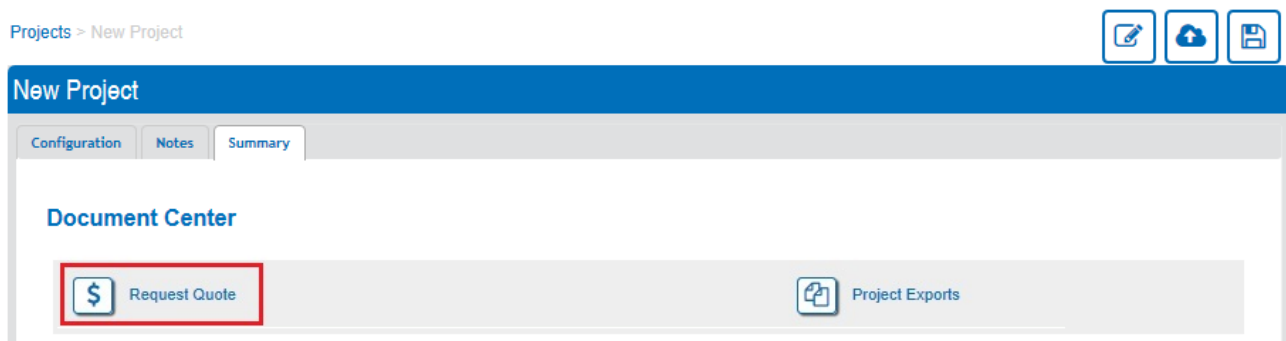 Projects > New Project
New Project
Configuration Notes Summary
Document Center
$ Request Quote Project Exports